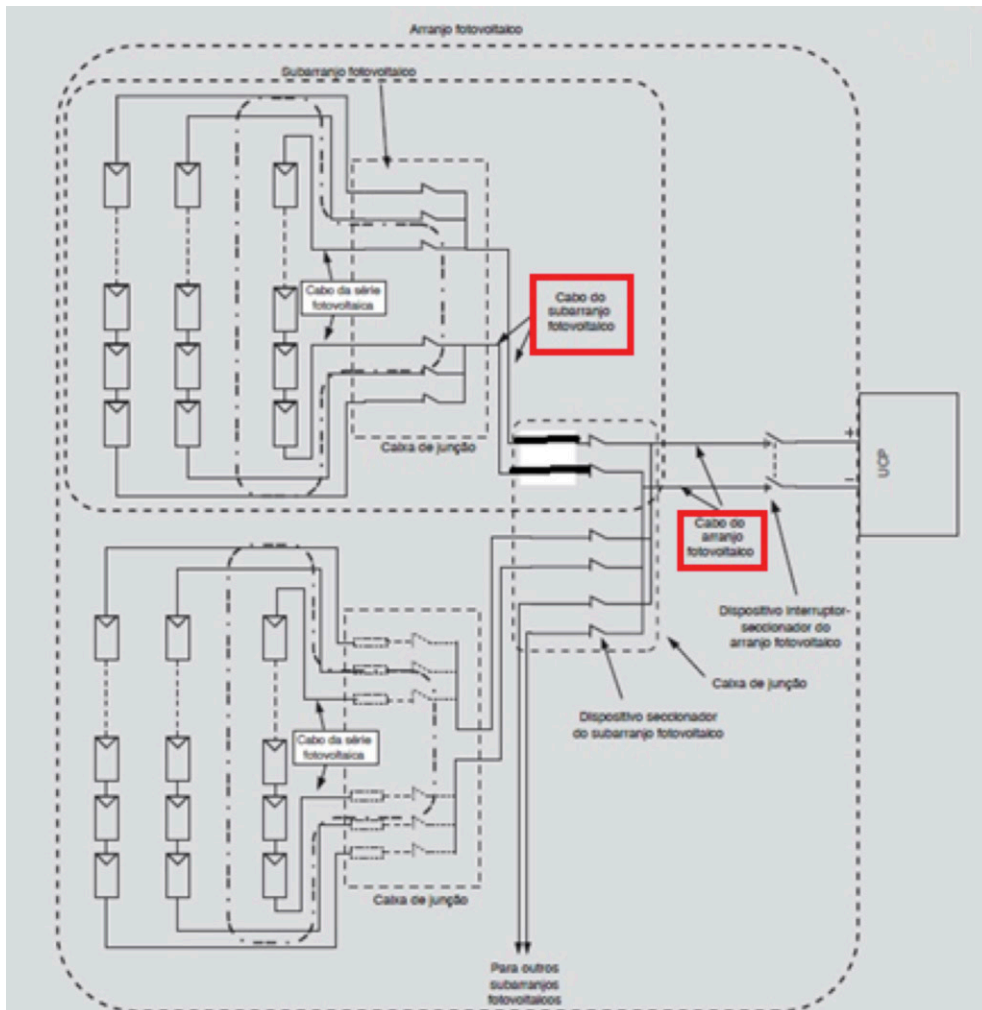 Arranjo fotovoltaico
Subarranjo fotovoltaico
Cabo da série
fotovoltaica
Cabo do
subarranjo
fotovoltaico
Caixa de junção
+
-
UCP
Cabo do
arranjo
fotovoltaico
Dispositivo interruptor-
seccionador do
arranjo fotovoltaico
Caixa de junção
Dispositivo seccionador
do subarranjo fotovoltaico
Cabo da série
fotovoltaica
Caixa de junção
Para outros
subarranjos
fotovoltaicos